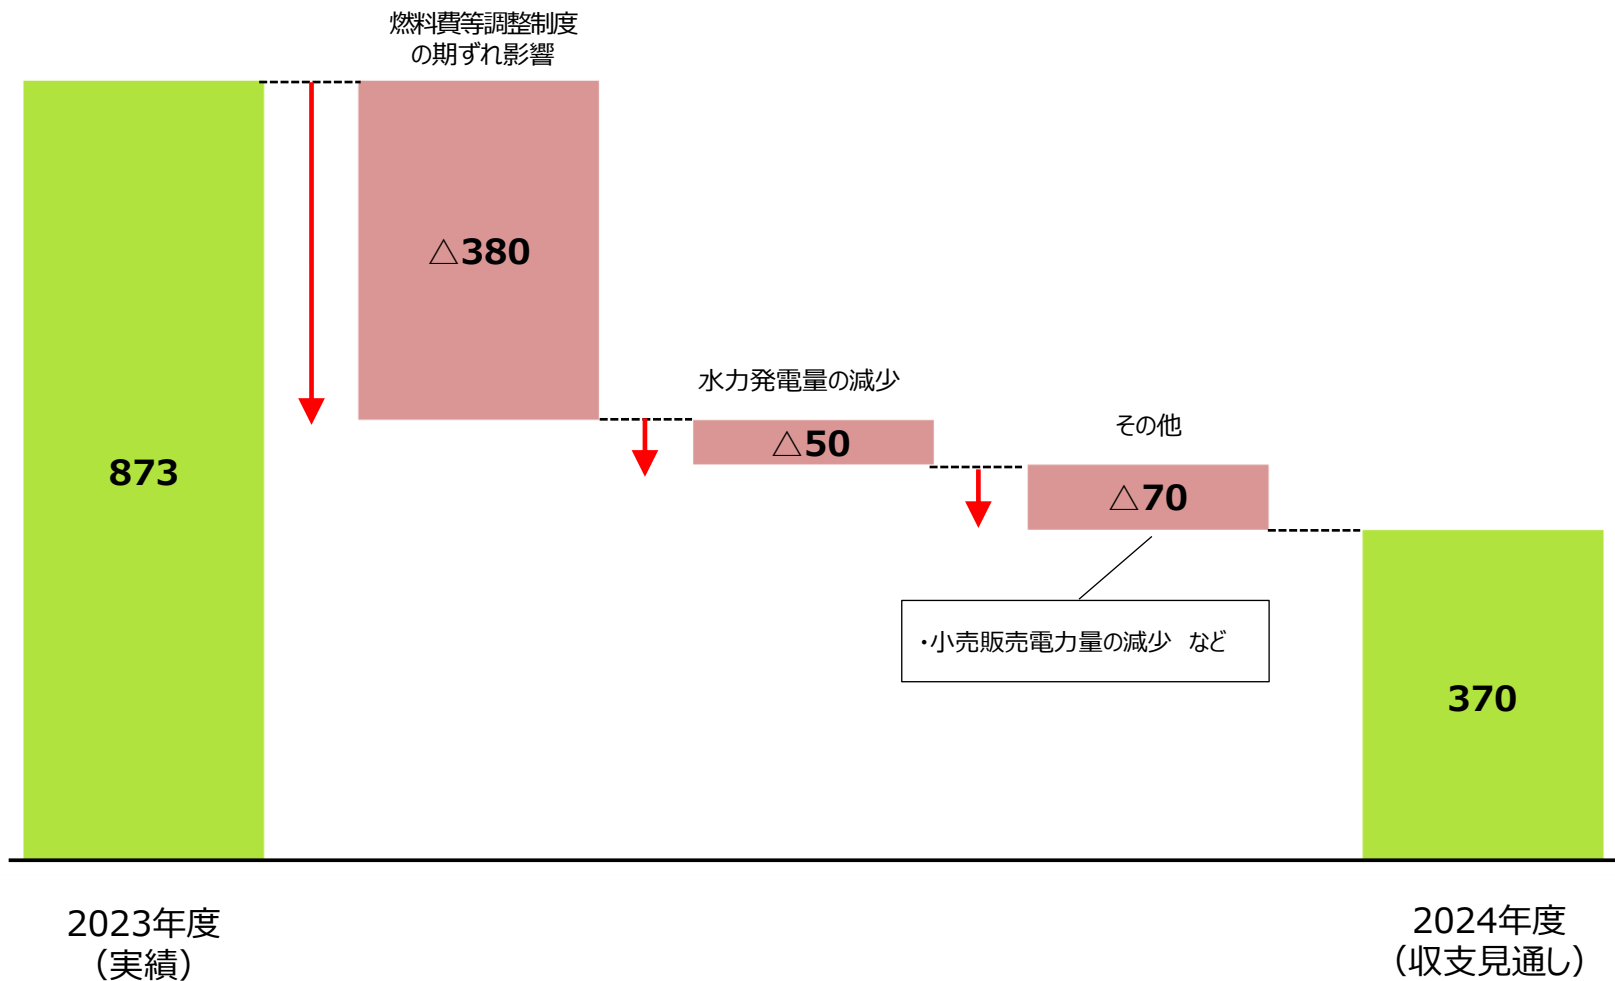 燃料費等調整制度
の期ずれ影響
△380
水力発電量の減少
△50
その他
△70
873
・小売販売電力量の減少　など
370
2023年度
（実績）
2024年度
（収支見通し）